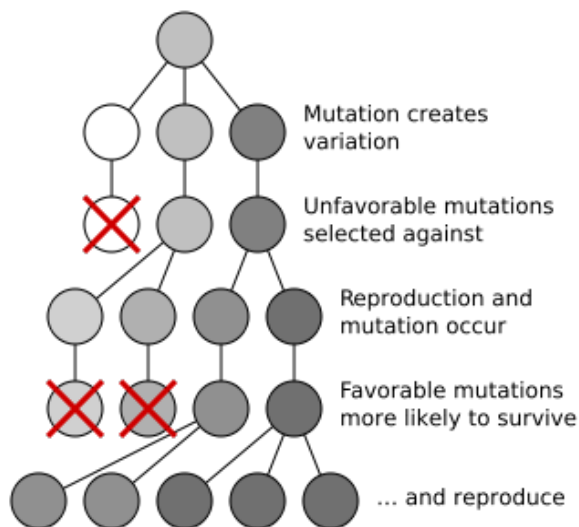 Mutation creates
variation
Unfavorable mutations
selected against
Reproduction and
mutation occur
Favorable mutations
more likely to survive
... and reproduce